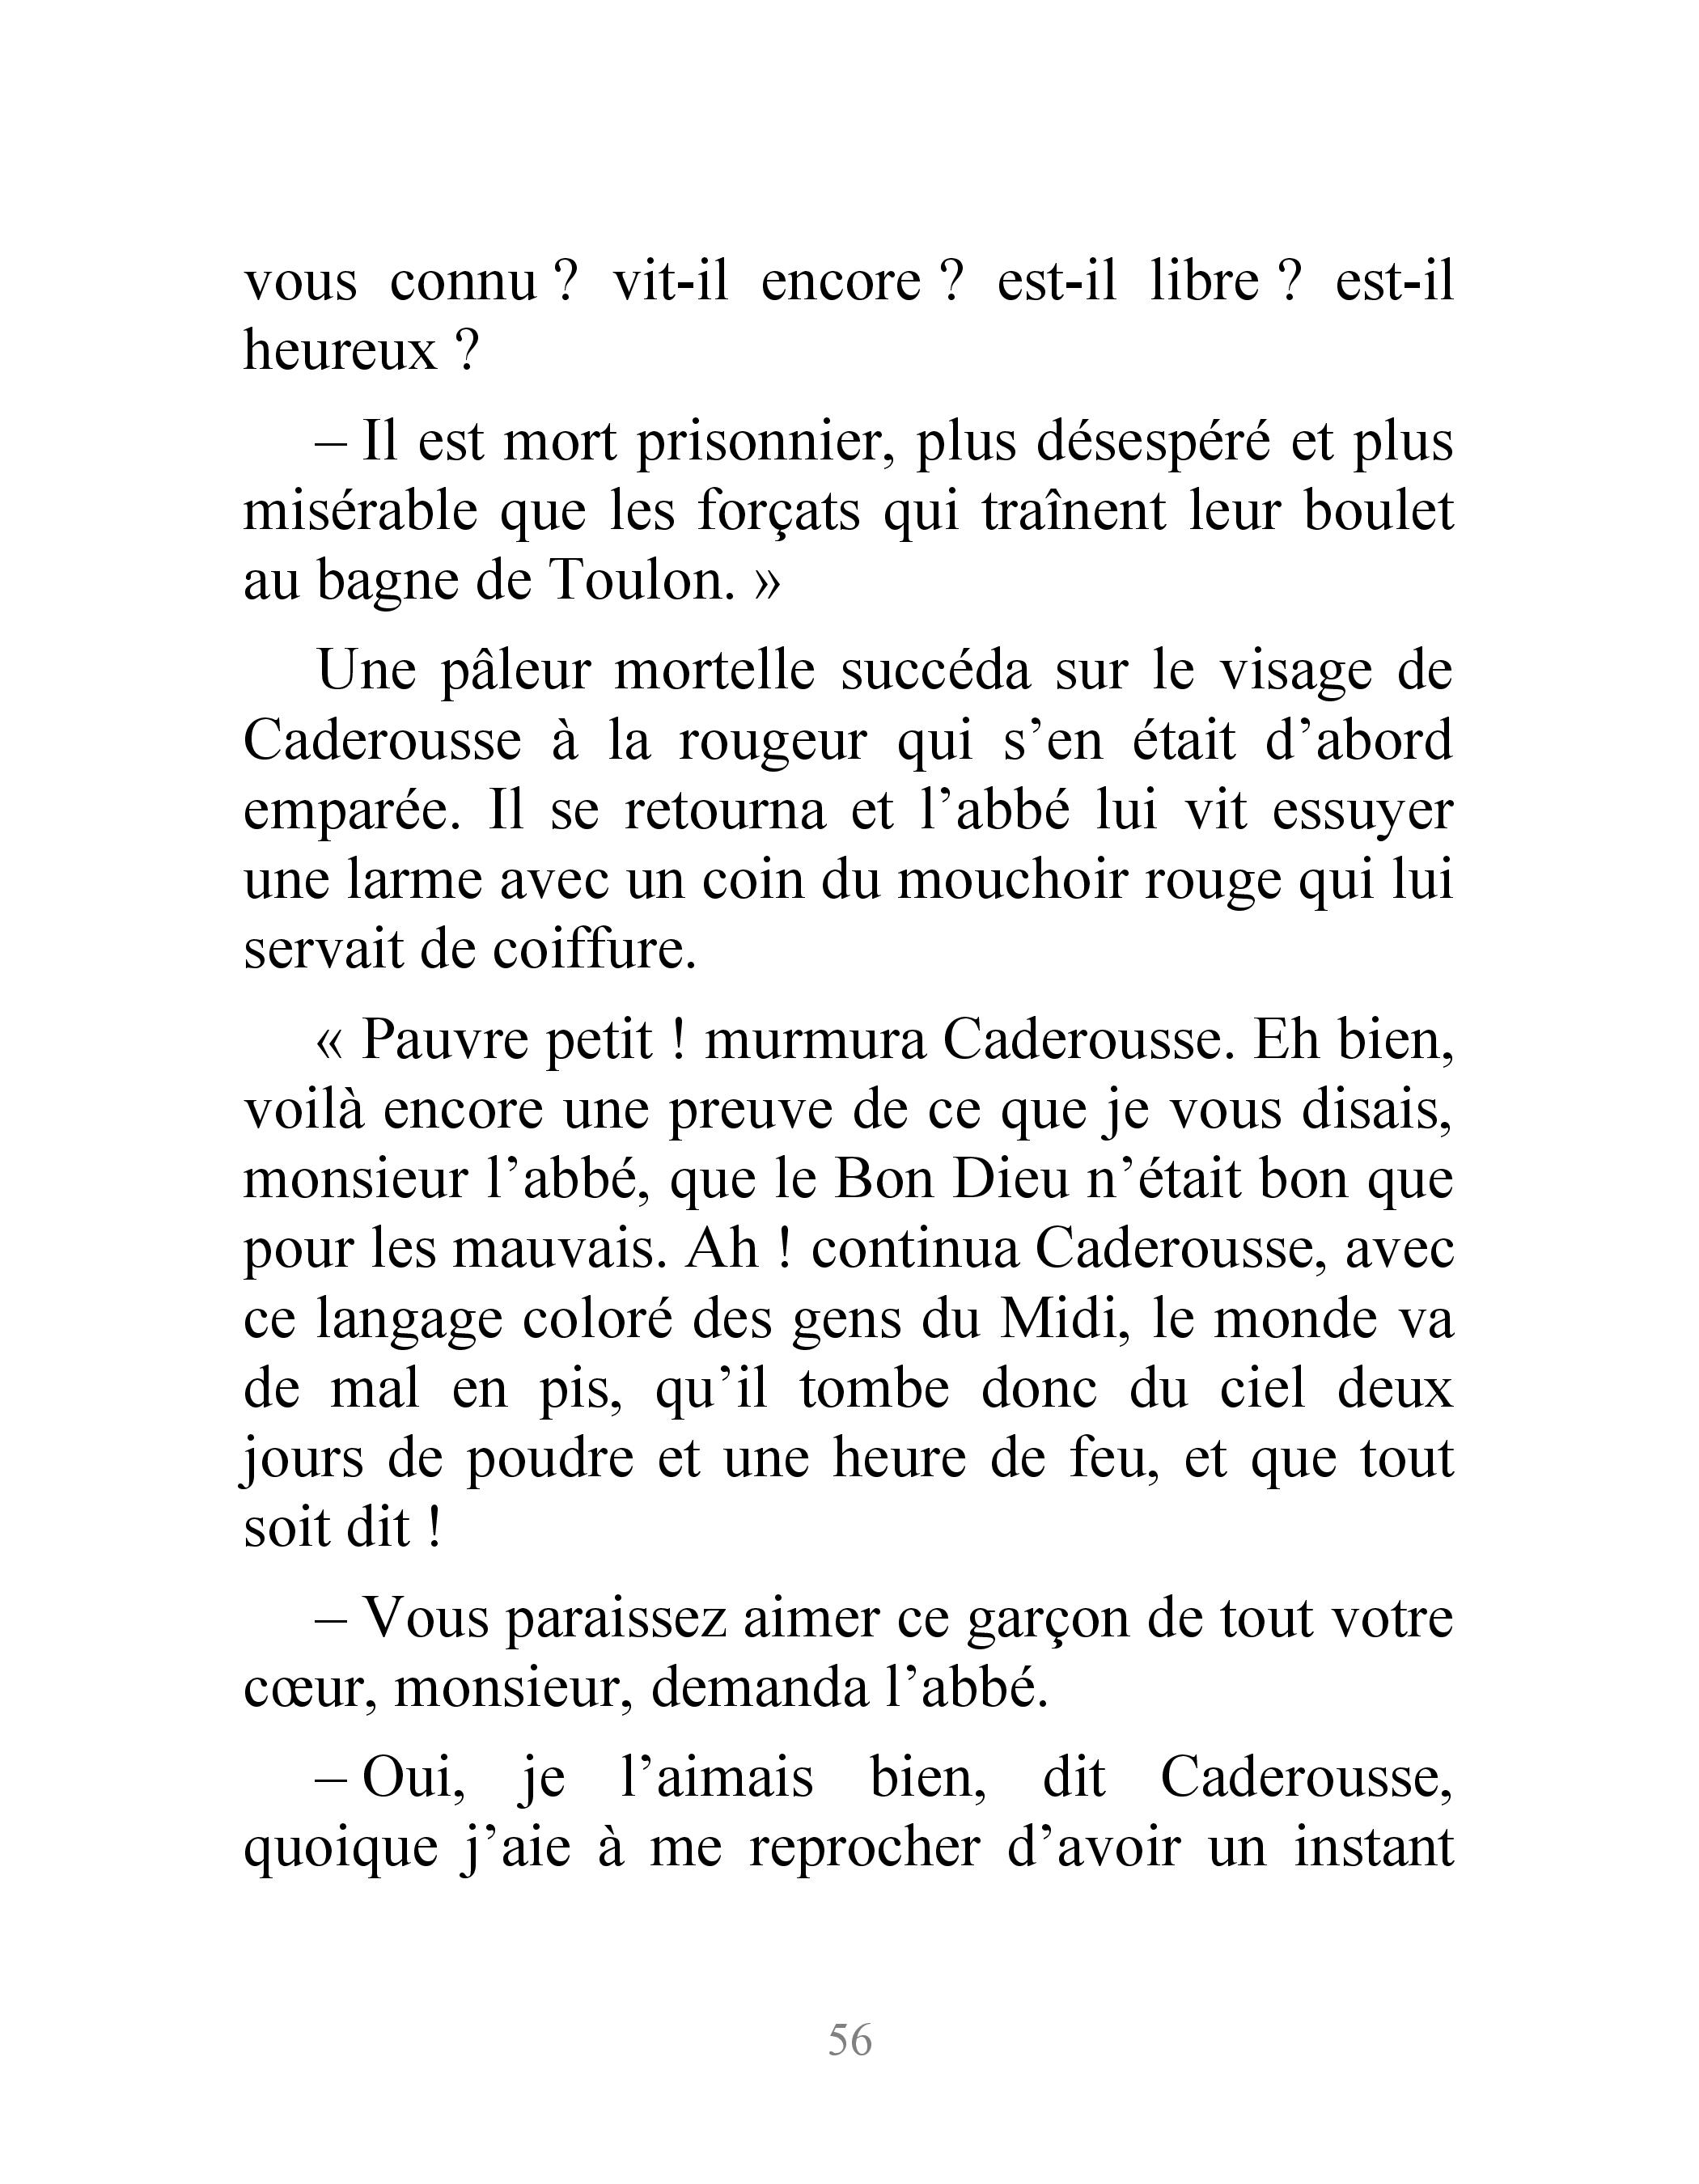 vous connu ? vit-il encore ? est-il libre ? est-il
heureux ?
– Il est mort prisonnier, plus désespéré et plus
misérable que les forçats qui traînent leur boulet
au bagne de Toulon. »
Une pâleur mortelle succéda sur le visage de
Caderousse à la rougeur qui s’en était d’abord
emparée. Il se retourna et l’abbé lui vit essuyer
une larme avec un coin du mouchoir rouge qui lui
servait de coiffure.
« Pauvre petit ! murmura Caderousse. Eh bien,
voilà encore une preuve de ce que je vous disais,
monsieur l’abbé, que le Bon Dieu n’était bon que
pour les mauvais. Ah ! continua Caderousse, avec
ce langage coloré des gens du Midi, le monde va
de mal en pis, qu’il tombe donc du ciel deux
jours de poudre et une heure de feu, et que tout
soit dit !
– Vous paraissez aimer ce garçon de tout votre
cœur, monsieur, demanda l’abbé.
– Oui, je l’aimais bien, dit Caderousse,
quoique j’aie à me reprocher d’avoir un instant
56